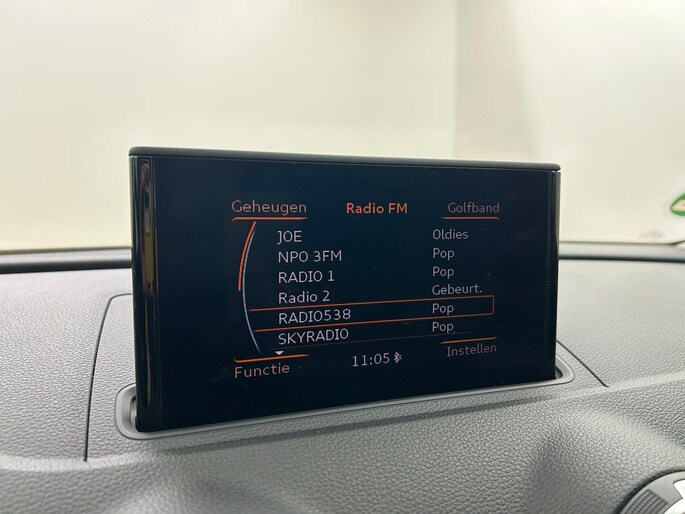 Geheugen Radio FM Golfband
JOE Oldies
NPO 3FM Pop
RADIO 1 Pop
Radio 2 Gebeurt.
RADIO538 Pop
SKYRADIO Pop
Functie 11:05 Instellen